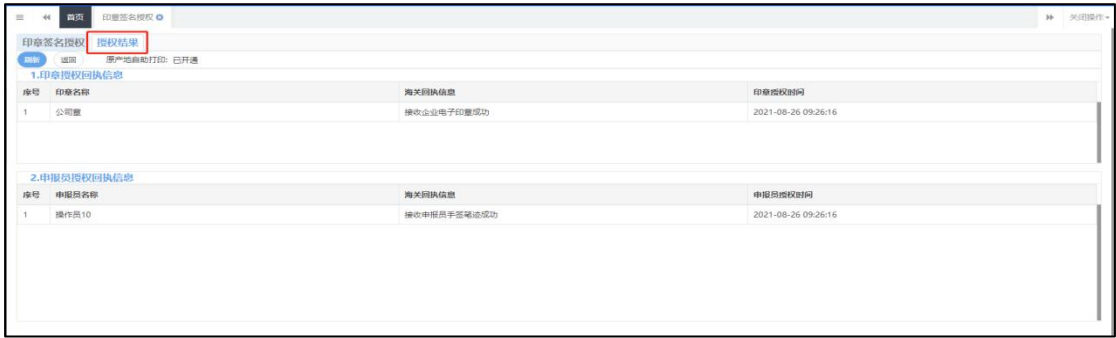 首页 印章签名授权 关闭操作
印章签名授权 授权结果
刷新 返回 原产地自助打印: 已开通
1.印章授权回执信息
序号 印章名称 海关回执信息 印章授权时间
1 公司章 接收企业电子印章成功 2021-08-26 09:26:16
2.申报员授权回执信息
序号 申报员名称 海关回执信息 申报员授权时间
1 操作员10 接收申报员手签笔迹成功 2021-08-26 09:26:16